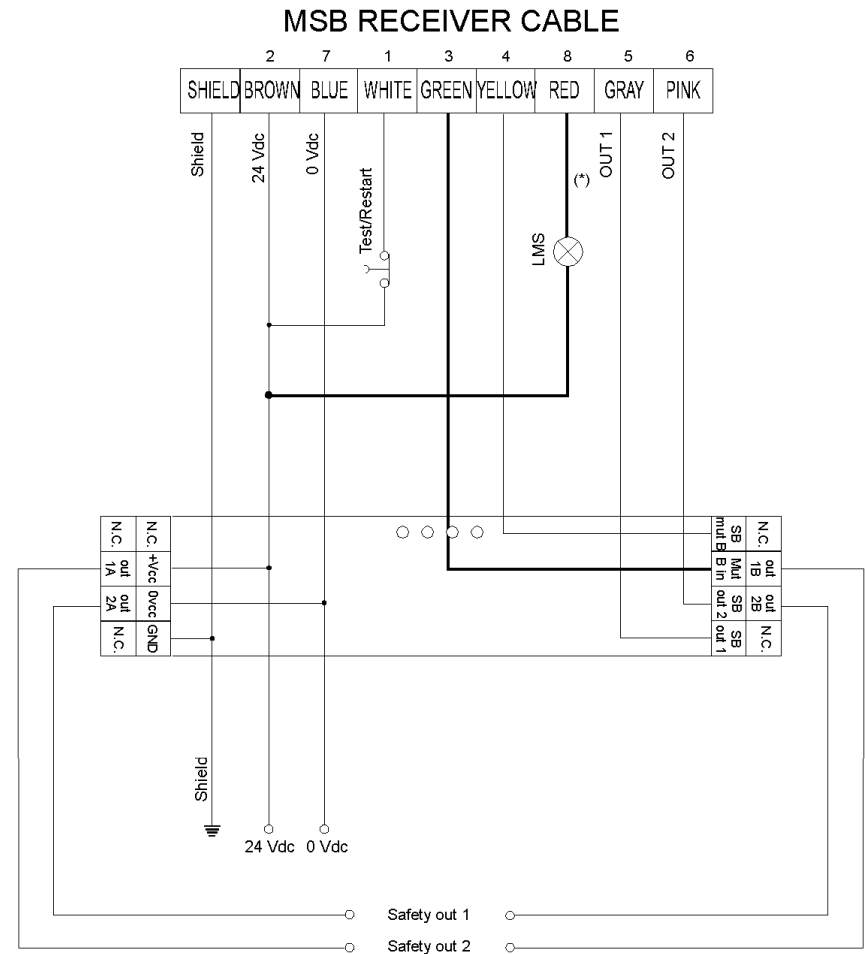 MSB RECEIVER CABLE
2 7 1 3 4 8 5 6
SHIELD BROWN BLUE WHITE GREEN YELLOW RED GRAY PINK
Shield
24 Vdc
0 Vdc
Test/Restart
LMS
(*)
OUT 1
OUT 2
N.C. N.C.
out 1A +Vcc
out 2A 0vcc
N.C. GND
SB mut B N.C.
Mut B in out 1B
SB out 2 out 2B
SB out 1 N.C.
Shield
24 Vdc 0 Vdc
Safety out 1
Safety out 2